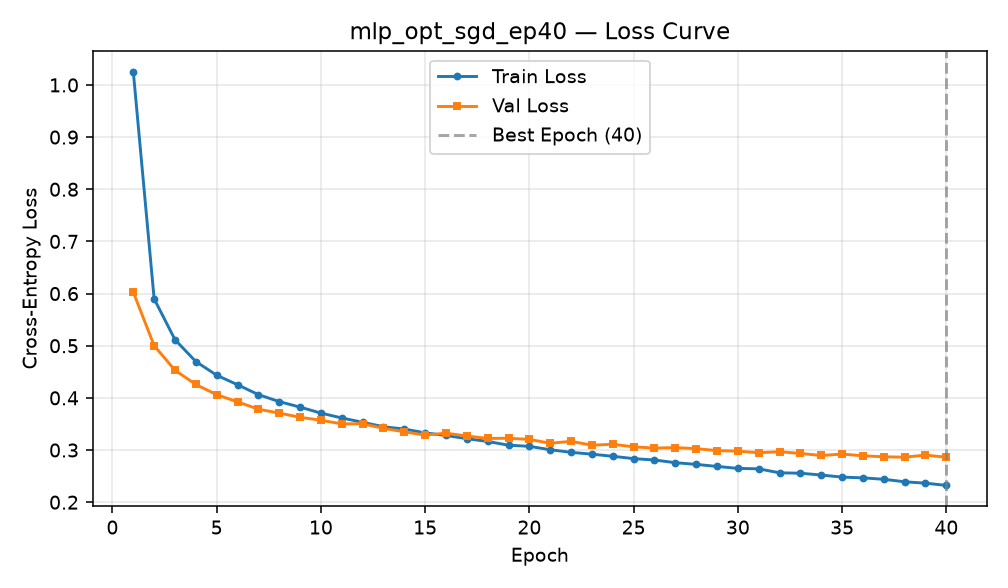 mlp_opt_sgd_ep40 — Loss Curve
Train Loss
Val Loss
Best Epoch (40)
Cross-Entropy Loss
1.0
0.9
0.8
0.7
0.6
0.5
0.4
0.3
0.2
0 5 10 15 20 25 30 35 40
Epoch